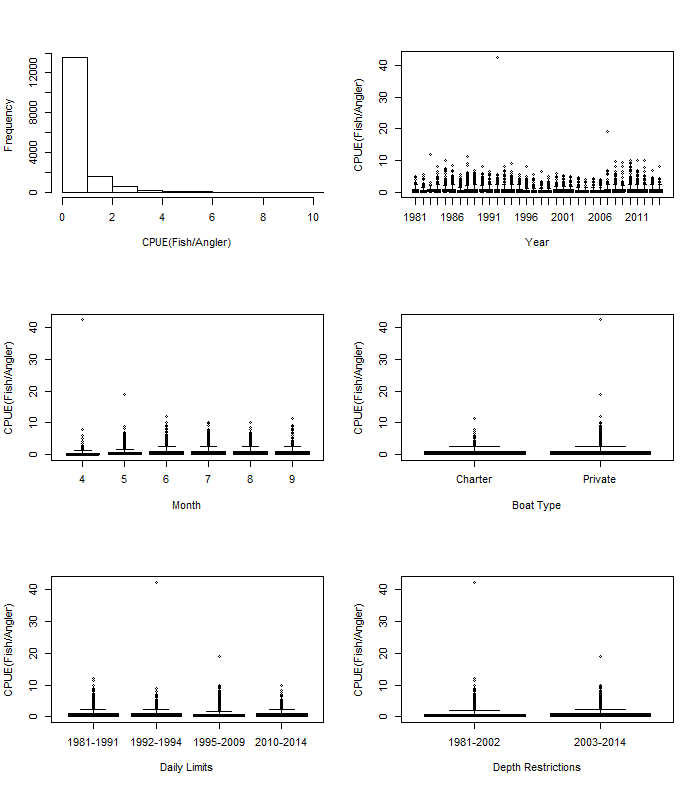 Frequency
0 4000 12000
0 2 4 6 8 10
CPUE(Fish/Angler)
CPUE(Fish/Angler)
0 10 20 30 40
1981 1986 1991 1996 2001 2006 2011
Year
CPUE(Fish/Angler)
0 10 20 30 40
4 5 6 7 8 9
Month
CPUE(Fish/Angler)
0 10 20 30 40
Charter Private
Boat Type
CPUE(Fish/Angler)
0 10 20 30 40
1981-1991 1992-1994 1995-2009 2010-2014
Daily Limits
CPUE(Fish/Angler)
0 10 20 30 40
1981-2002 2003-2014
Depth Restrictions